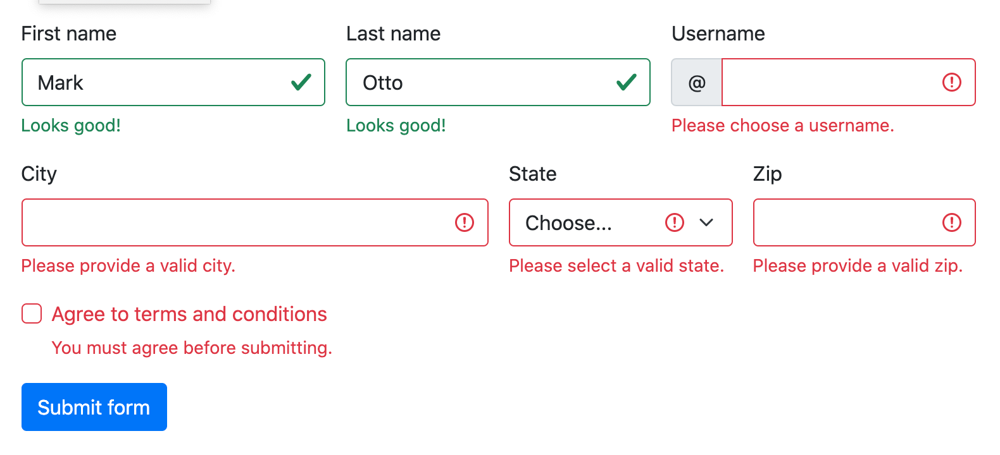 First name Last name Username
Mark Otto @
Looks good! Looks good! Please choose a username.
City State Zip
Choose...
Please provide a valid city. Please select a valid state. Please provide a valid zip.
Agree to terms and conditions
You must agree before submitting.
Submit form